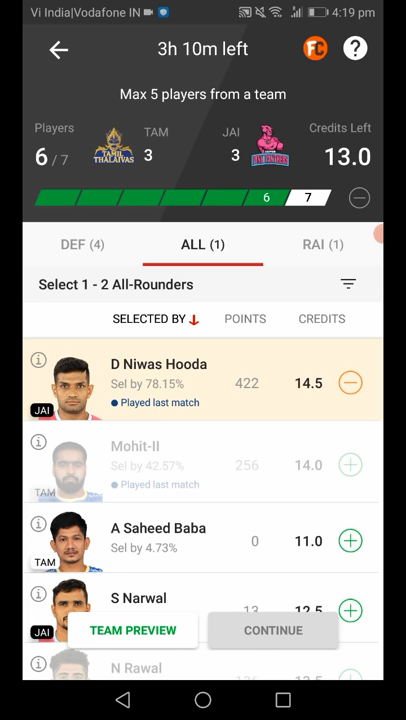 Vi India|Vodafone IN 4:19 pm
3h 10m left
FC ?
Max 5 players from a team
Players TAM JAI Credits Left
6 / 7 TAMIL THALAIVAS 3 3 13.0
6 7
DEF (4) ALL (1) RAI (1)
Select 1 - 2 All-Rounders
SELECTED BY POINTS CREDITS
D Niwas Hooda
Sel by 78.15% 422 14.5
Played last match
JAI
Mohit-II
Sel by 42.57% 256 14.0
Played last match
TAM
A Saheed Baba
Sel by 4.73% 0 11.0
TAM
S Narwal
13 12.5
JAI
TEAM PREVIEW CONTINUE
N Rawal